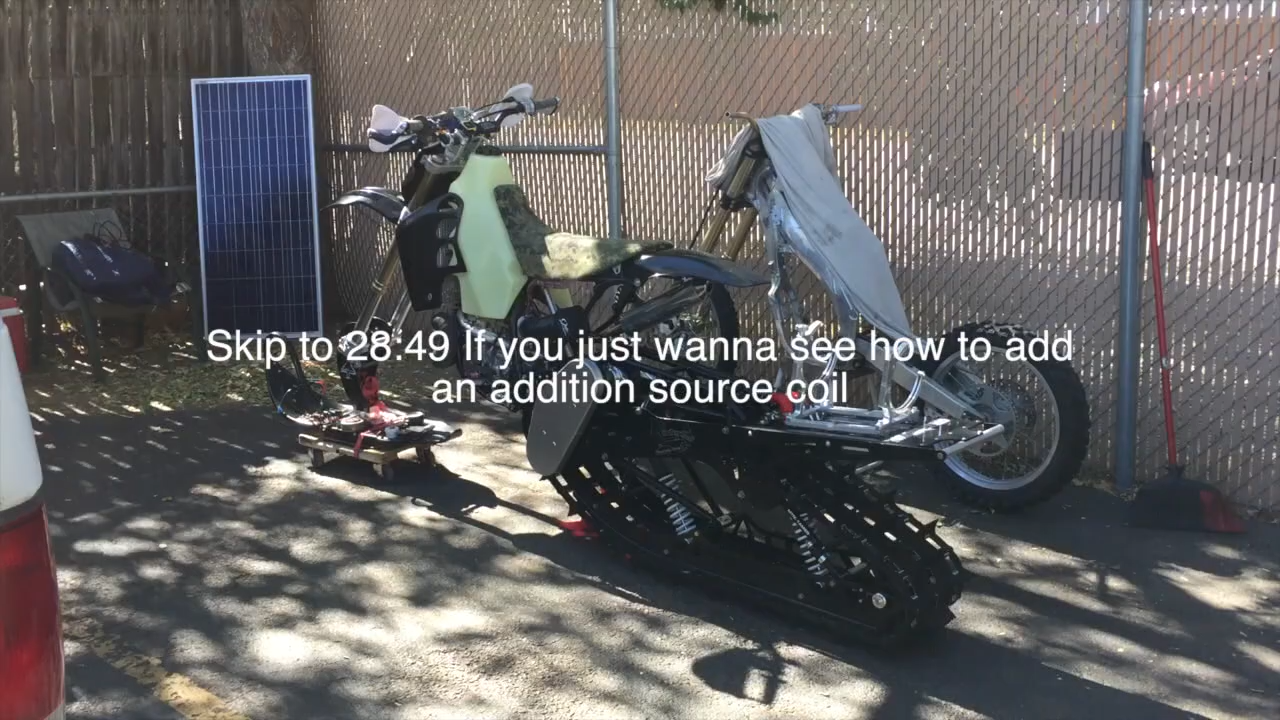 Skip to 28:49 If you just wanna see how to add
an addition source coil